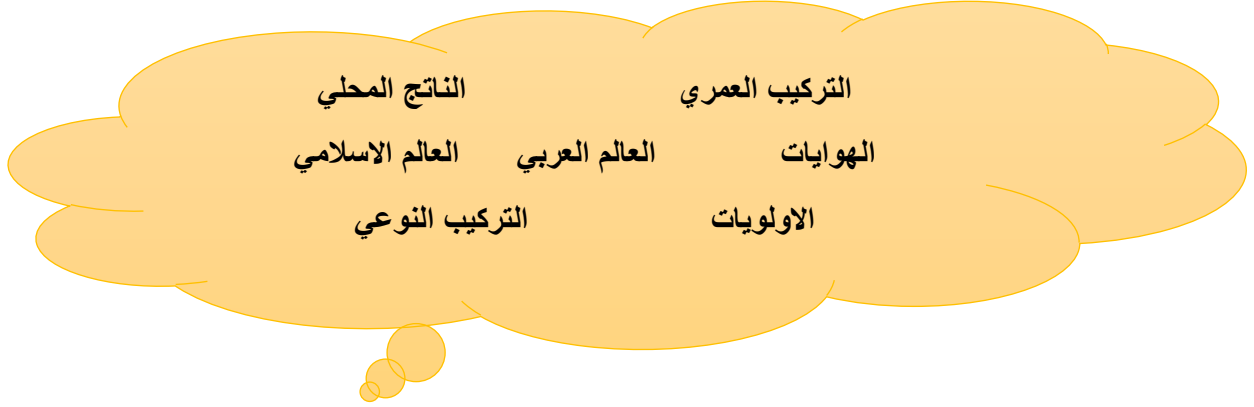 التركيب العمري الناتج المحلي
الهوايات العالم العربي العالم الاسلامي
الاولويات التركيب النوعي